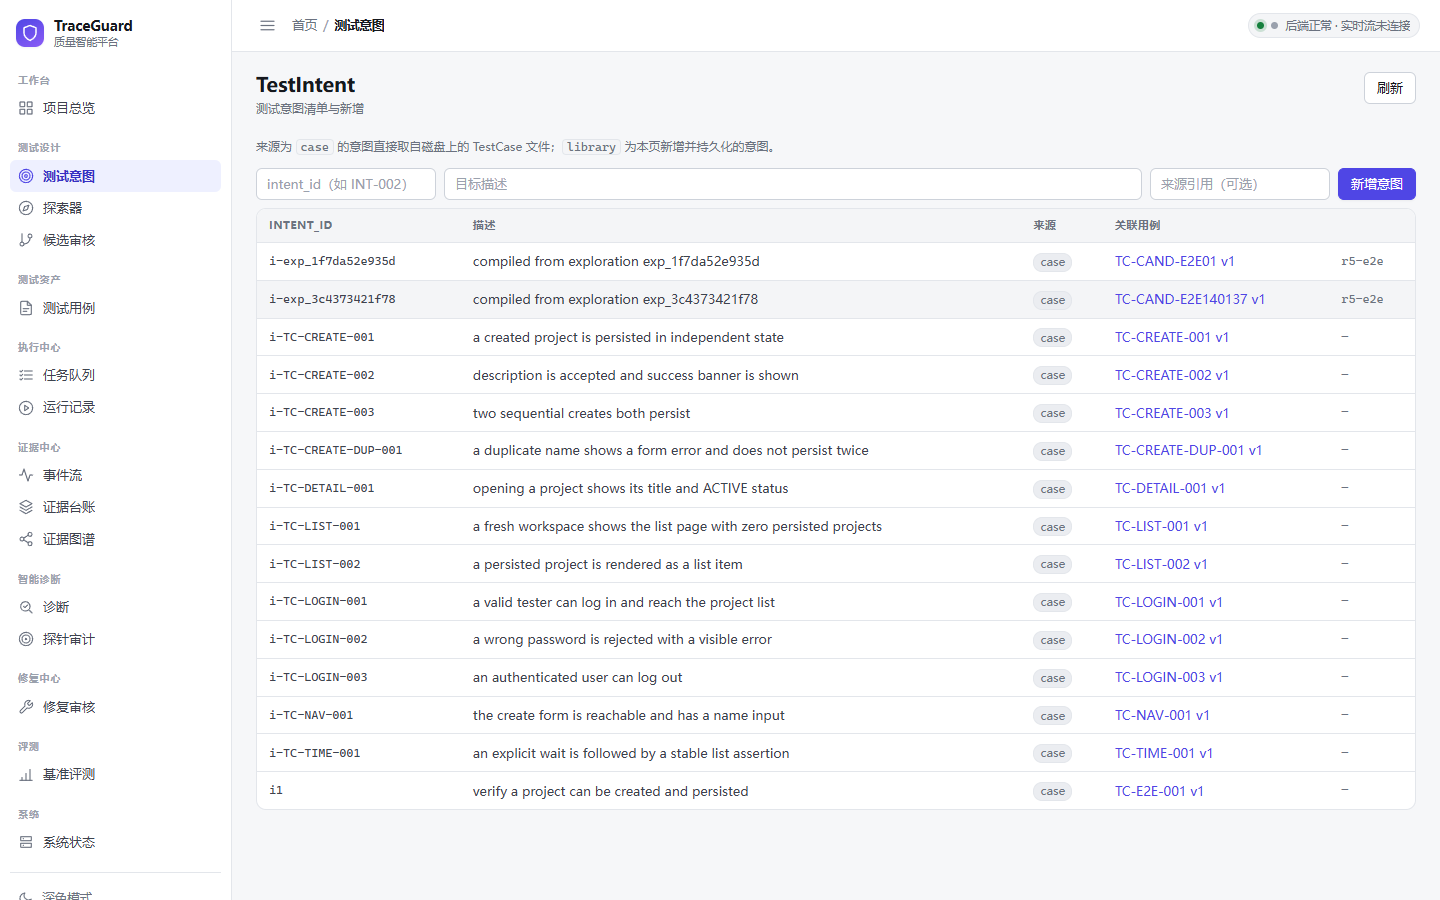 TraceGuard
质量智能平台
工作台
项目总览
测试设计
测试意图
探索器
候选审核
测试资产
测试用例
执行中心
任务队列
运行记录
证据中心
事件流
证据台账
证据图谱
智能诊断
诊断
探针审计
修复中心
修复审核
评测
基准评测
系统
系统状态
深色模式
首页 / 测试意图
后端正常 · 实时流未连接
TestIntent
测试意图清单与新增
刷新
来源为 case 的意图直接取自磁盘上的 TestCase 文件； library 为本页新增并持久化的意图。
intent_id（如 INT-002） 目标描述 来源引用（可选） 新增意图
INTENT_ID 描述 来源 关联用例
i-exp_1f7da52e935d compiled from exploration exp_1f7da52e935d case TC-CAND-E2E01 v1 r5-e2e
i-exp_3c4373421f78 compiled from exploration exp_3c4373421f78 case TC-CAND-E2E140137 v1 r5-e2e
i-TC-CREATE-001 a created project is persisted in independent state case TC-CREATE-001 v1 —
i-TC-CREATE-002 description is accepted and success banner is shown case TC-CREATE-002 v1 —
i-TC-CREATE-003 two sequential creates both persist case TC-CREATE-003 v1 —
i-TC-CREATE-DUP-001 a duplicate name shows a form error and does not persist twice case TC-CREATE-DUP-001 v1 —
i-TC-DETAIL-001 opening a project shows its title and ACTIVE status case TC-DETAIL-001 v1 —
i-TC-LIST-001 a fresh workspace shows the list page with zero persisted projects case TC-LIST-001 v1 —
i-TC-LIST-002 a persisted project is rendered as a list item case TC-LIST-002 v1 —
i-TC-LOGIN-001 a valid tester can log in and reach the project list case TC-LOGIN-001 v1 —
i-TC-LOGIN-002 a wrong password is rejected with a visible error case TC-LOGIN-002 v1 —
i-TC-LOGIN-003 an authenticated user can log out case TC-LOGIN-003 v1 —
i-TC-NAV-001 the create form is reachable and has a name input case TC-NAV-001 v1 —
i-TC-TIME-001 an explicit wait is followed by a stable list assertion case TC-TIME-001 v1 —
i1 verify a project can be created and persisted case TC-E2E-001 v1 —